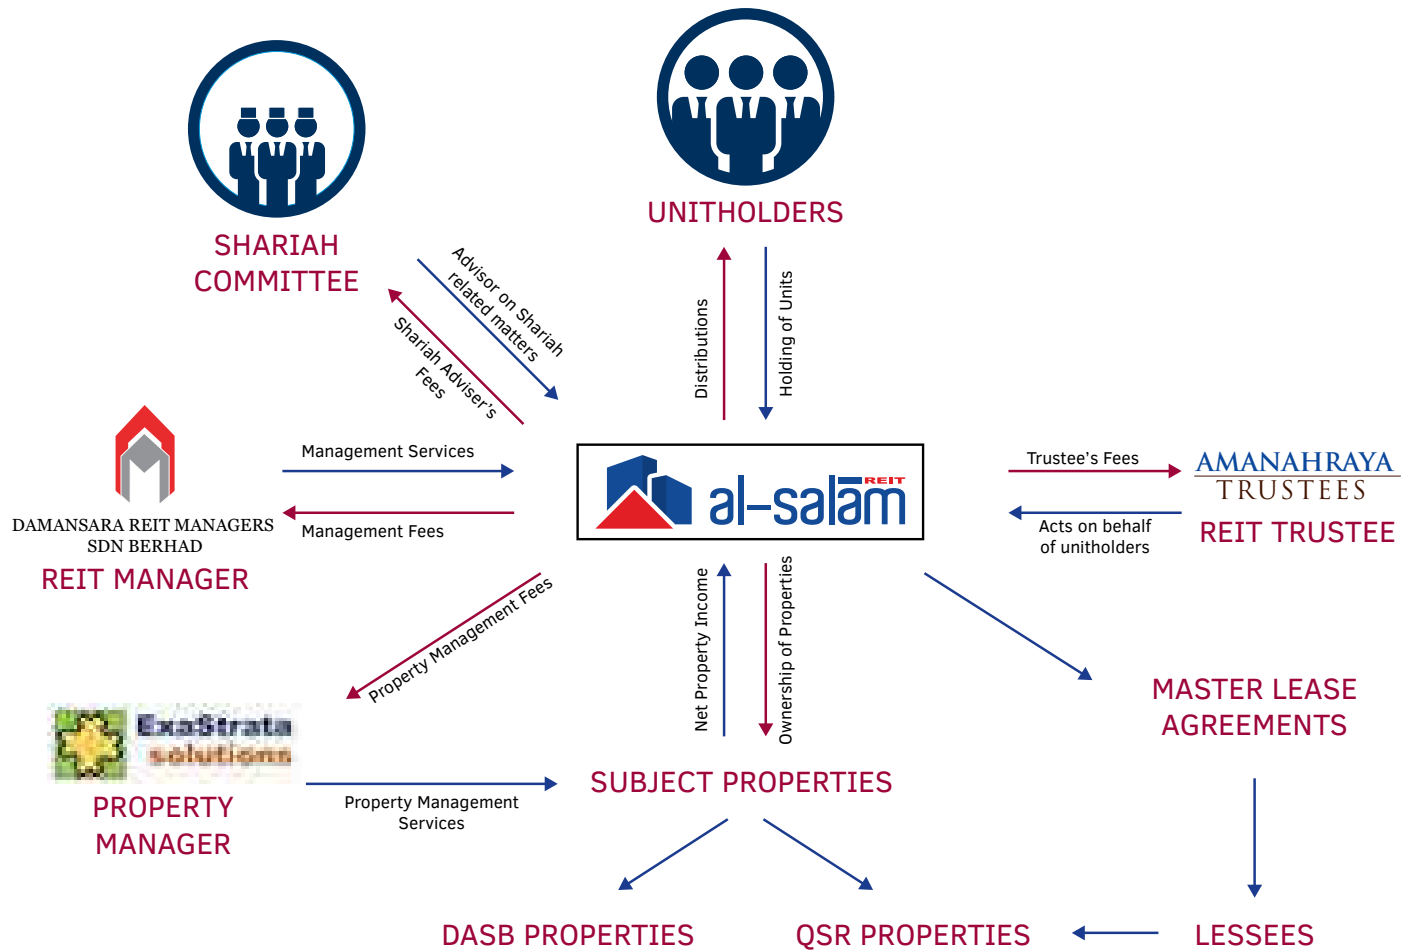 UNITHOLDERS
SHARIAH
COMMITTEE
Advisor on Shariah
related matters
Shariah Adviser's
Fees
Distributions
Holding of Units
DAMANSARA REIT MANAGERS
SDN BERHAD
REIT MANAGER
Management Services
Management Fees
REIT
al-salām
Trustee's Fees
Acts on behalf
of unitholders
AMANAHRAYA
TRUSTEES
REIT TRUSTEE
Property Management Fees
Net Property Income
Ownership of Properties
MASTER LEASE
AGREEMENTS
ExaStrata
solutions
PROPERTY
MANAGER
Property Management
Services
SUBJECT PROPERTIES
DASB PROPERTIES
QSR PROPERTIES
LESSEES